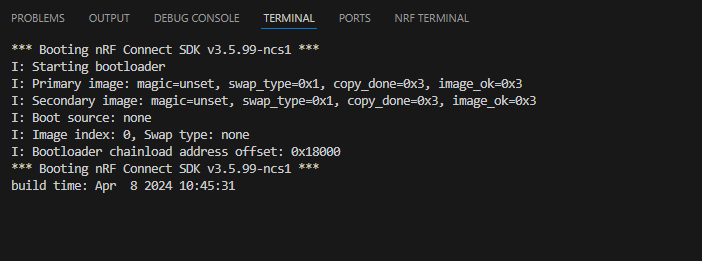 PROBLEMS OUTPUT DEBUG CONSOLE TERMINAL PORTS NRF TERMINAL
*** Booting nRF Connect SDK v3.5.99-ncs1 ***
I: Starting bootloader
I: Primary image: magic=unset, swap_type=0x1, copy_done=0x3, image_ok=0x3
I: Secondary image: magic=unset, swap_type=0x1, copy_done=0x3, image_ok=0x3
I: Boot source: none
I: Image index: 0, Swap type: none
I: Bootloader chainload address offset: 0x18000
*** Booting nRF Connect SDK v3.5.99-ncs1 ***
build time: Apr  8 2024 10:45:31